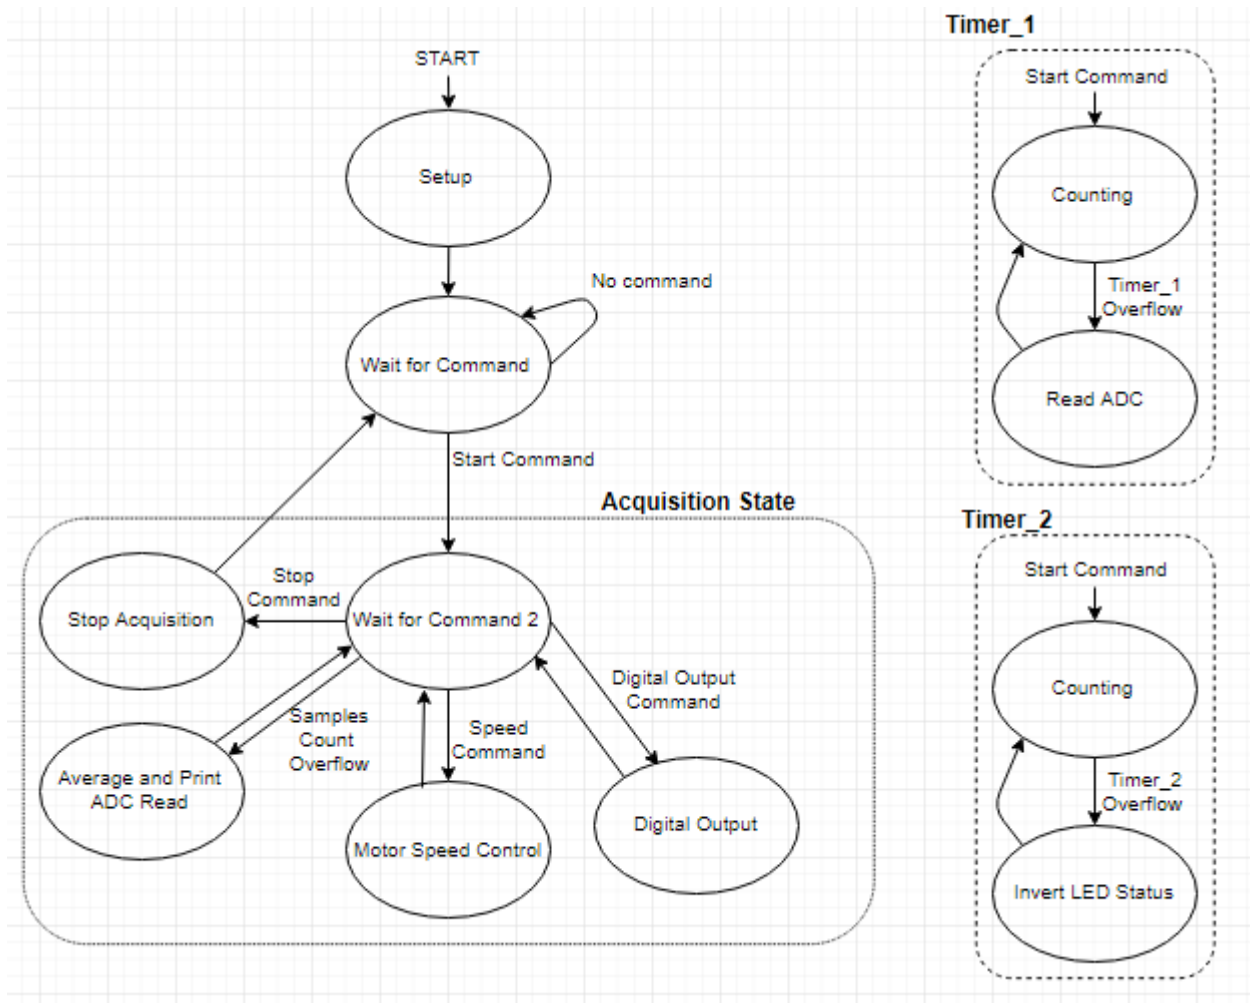 START
Setup
No command
Wait for Command
Start Command
Acquisition State
Stop
Command
Stop Acquisition
Wait for Command 2
Digital Output
Command
Samples
Count
Overflow
Speed
Command
Average and Print
ADC Read
Motor Speed Control
Digital Output
Timer_1
Start Command
Counting
Timer_1
Overflow
Read ADC
Timer_2
Start Command
Counting
Timer_2
Overflow
Invert LED Status